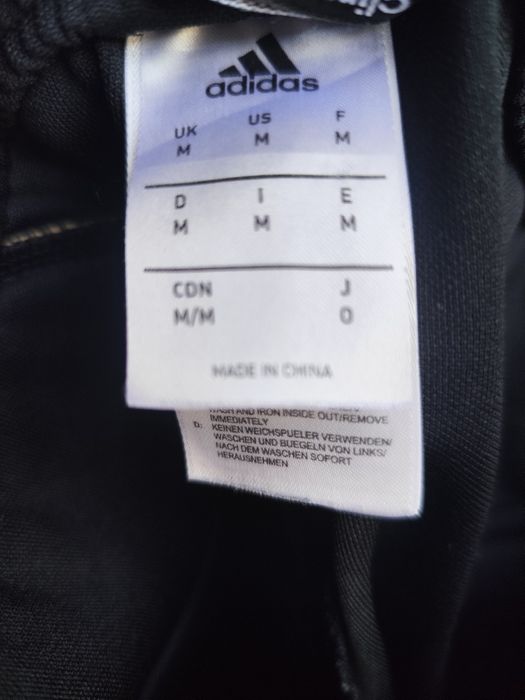 adidas
UK US F
M M M
D I E
M M M
CDN J
M/M O
MADE IN CHINA
WASH AND IRON INSIDE OUT/REMOVE
IMMEDIATELY
D: KEINEN WEICHSPUELER VERWENDEN/
WASCHEN UND BUEGELN VON LINKS/
NACH DEM WASCHEN SOFORT
HERAUSNEHMEN